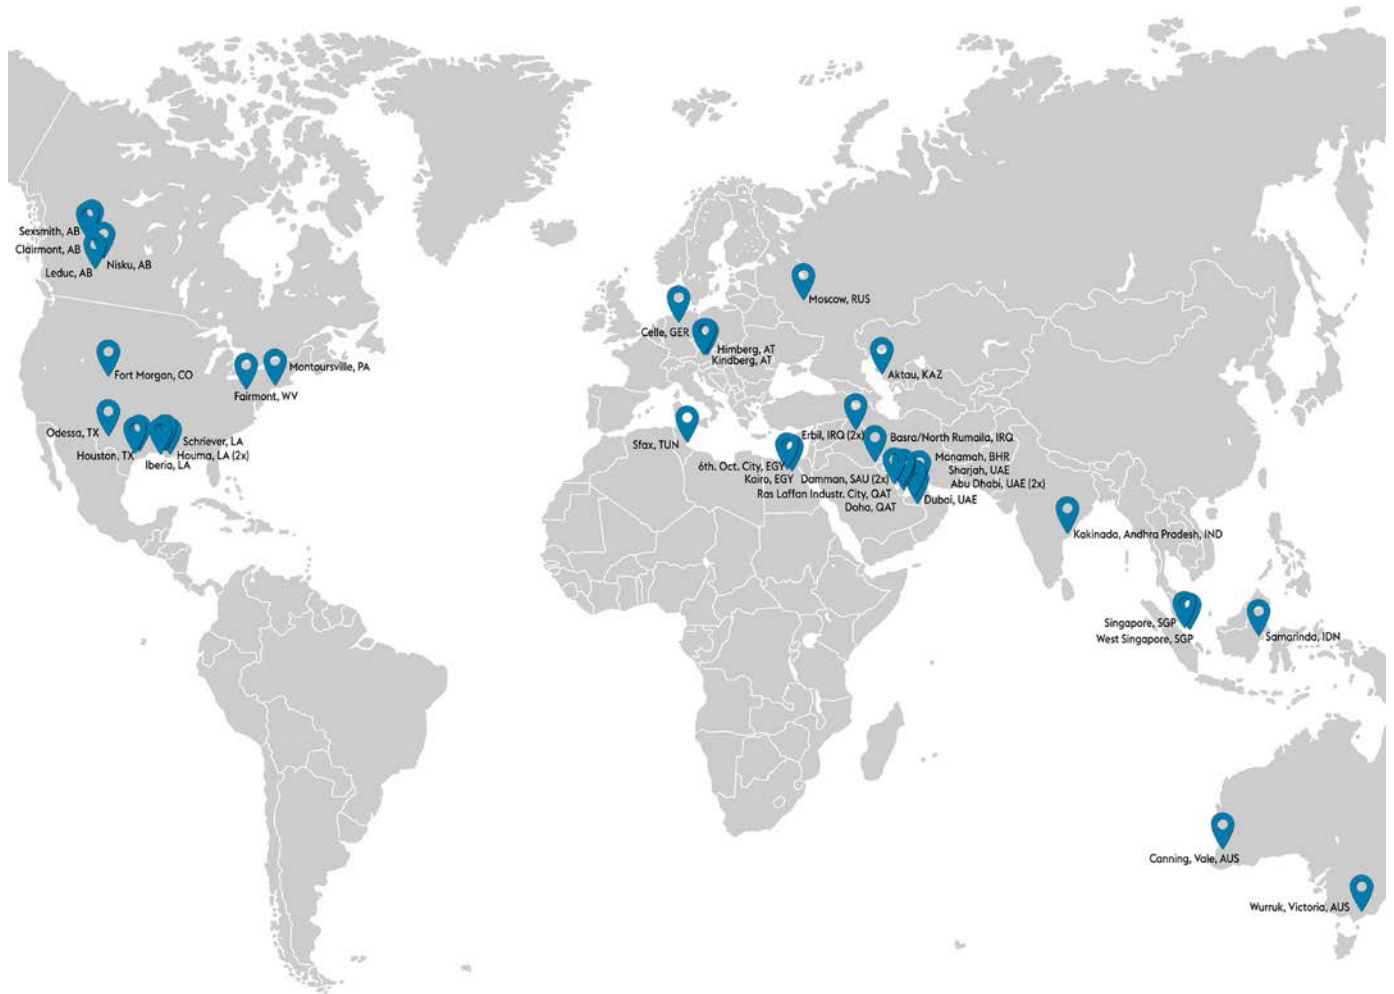 Sexsmith, AB
Clairmont, AB
Nisku, AB
Leduc, AB
Fort Morgan, CO
Montoursville, PA
Fairmont, WV
Odessa, TX
Schriever, LA
Houston, TX
Houma, LA (2x)
Iberia, LA
Moscow, RUS
Celle, GER
Himberg, AT
Kindberg, AT
Aktau, KAZ
Sfax, TUN
Erbil, IRQ (2x)
Basra/North Rumaila, IRQ
6th. Oct. City, EGY
Manamah, BHR
Kairo, EGY
Damman, SAU (2x)
Sharjah, UAE
Abu Dhabi, UAE (2x)
Ras Laffan Industr. City, QAT
Dubai, UAE
Doha, QAT
Kakinada, Andhra Pradesh, IND
Singapore, SGP
West Singapore, SGP
Samarinda, IDN
Canning, Vale, AUS
Wurruk, Victoria, AUS